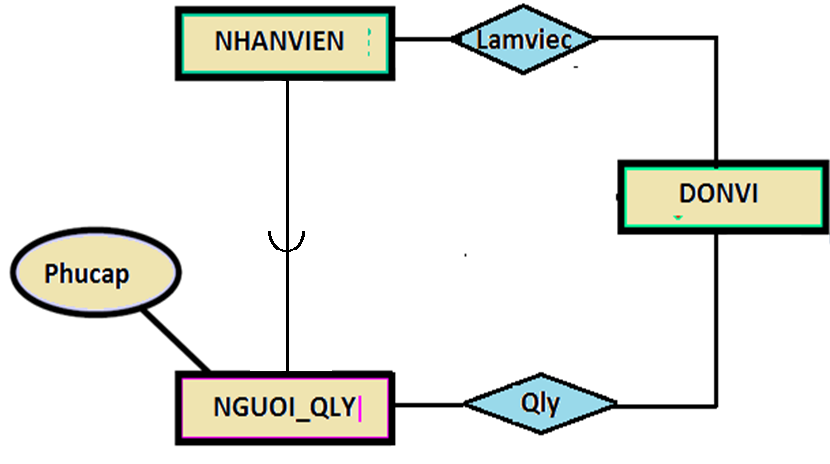 NHANVIEN
Lamviec
DONVI
Phucap
NGUOI_QLY
Qly